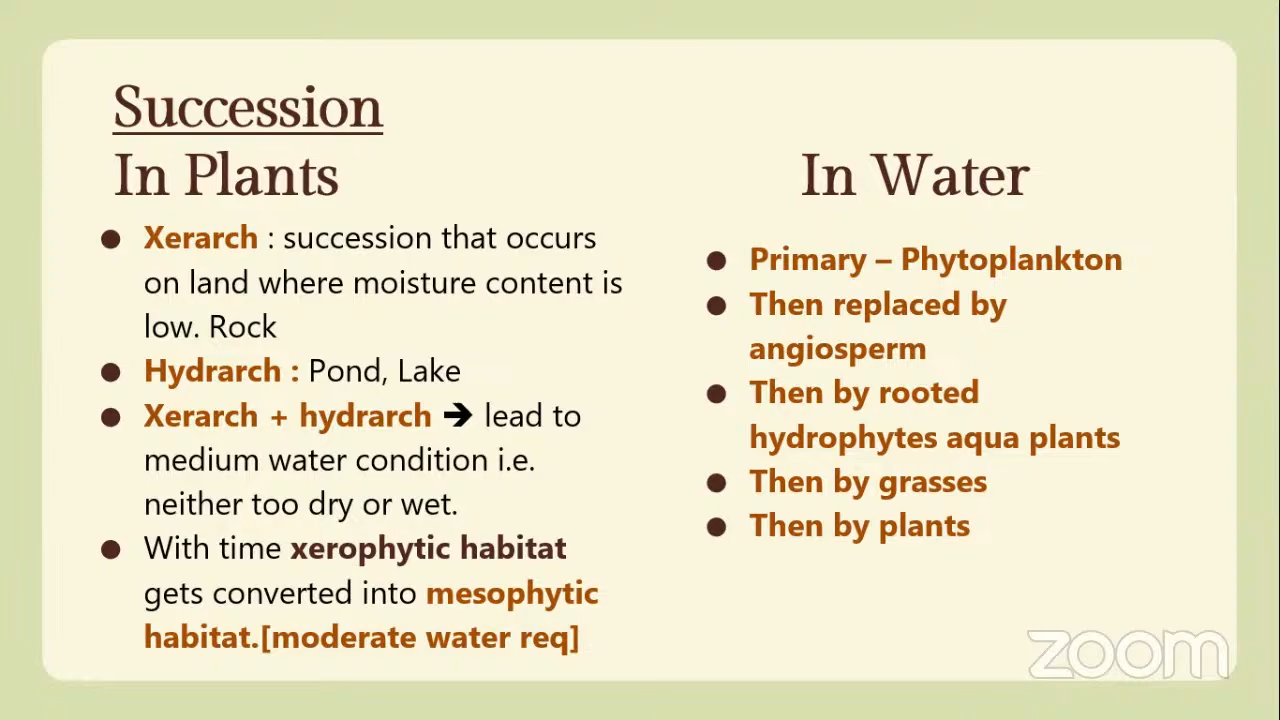 Succession
In Plants
● Xerarch : succession that occurs
on land where moisture content is
low. Rock
● Hydrarch : Pond, Lake
● Xerarch + hydrarch ➔ lead to
medium water condition i.e.
neither too dry or wet.
● With time xerophytic habitat
gets converted into mesophytic
habitat.[moderate water req]
In Water
● Primary – Phytoplankton
● Then replaced by
angiosperm
● Then by rooted
hydrophytes aqua plants
● Then by grasses
● Then by plants
zoom